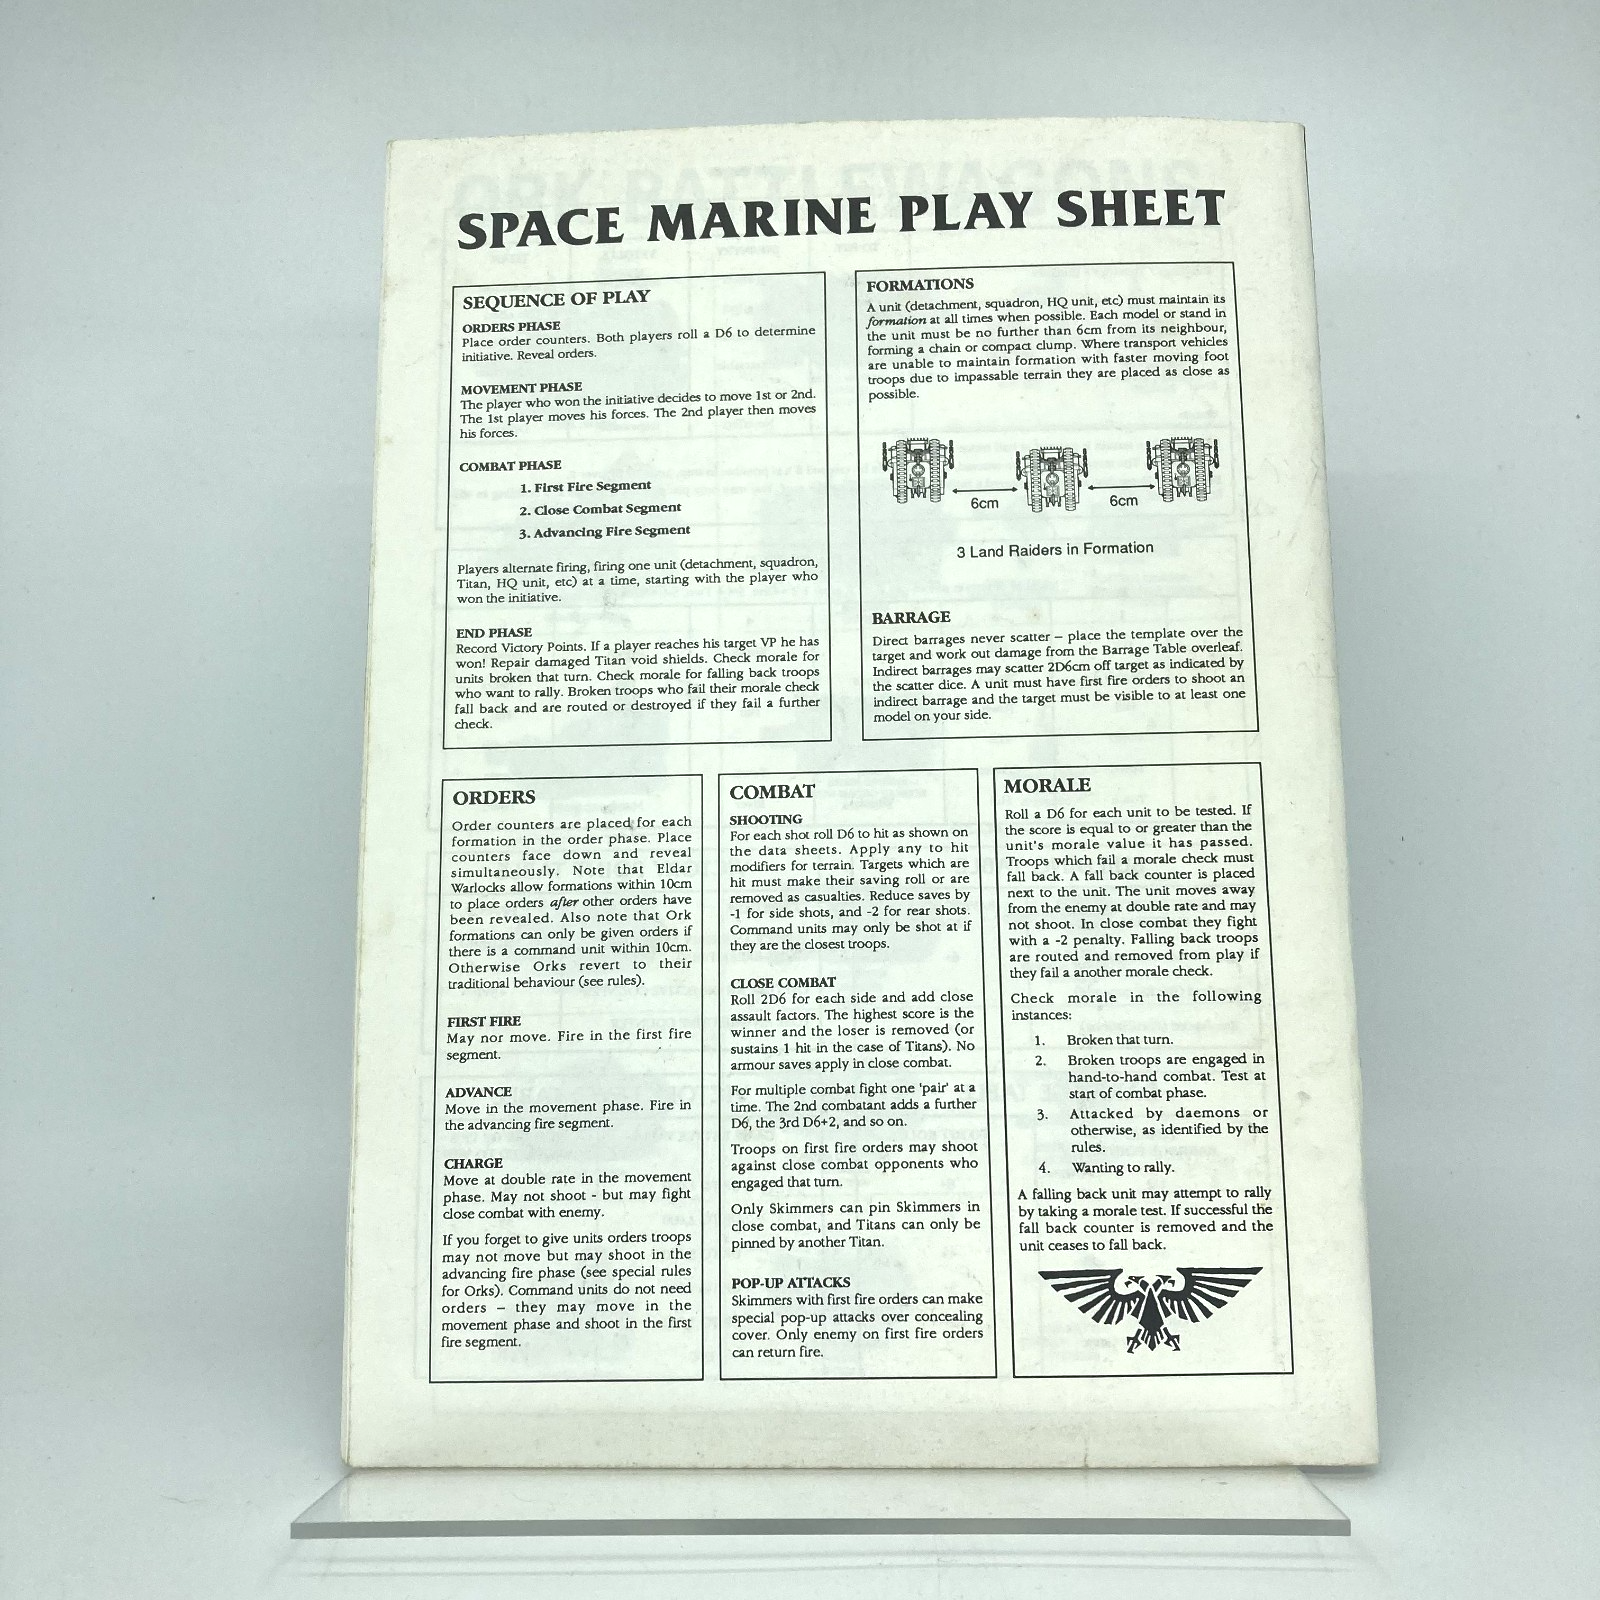 SPACE MARINE PLAY SHEET
SEQUENCE OF PLAY
ORDERS PHASE
Place order counters. Both players roll a D6 to determine
initiative. Reveal orders.
MOVEMENT PHASE
The player who won the initiative decides to move 1st or 2nd.
The 1st player moves his forces. The 2nd player then moves
his forces.
COMBAT PHASE
1. First Fire Segment
2. Close Combat Segment
3. Advancing Fire Segment
Players alternate firing, firing one unit (detachment, squadron,
Titan, HQ unit, etc) at a time, starting with the player who
won the initiative.
END PHASE
Record Victory Points. If a player reaches his target VP he has
won! Repair damaged Titan void shields. Check morale for
units broken that turn. Check morale for falling back troops
who want to rally. Broken troops who fail their morale check
fall back and are routed or destroyed if they fail a further
check.
FORMATIONS
A unit (detachment, squadron, HQ unit, etc) must maintain its
formation at all times when possible. Each model or stand in
the unit must be no further than 6cm from its neighbour,
forming a chain or compact clump. Where transport vehicles
are unable to maintain formation with faster moving foot
troops due to impassable terrain they are placed as close as
possible.
6cm
6cm
3 Land Raiders in Formation
BARRAGE
Direct barrages never scatter – place the template over the
target and work out damage from the Barrage Table overleaf.
Indirect barrages may scatter 2D6cm off target as indicated by
the scatter dice. A unit must have first fire orders to shoot an
indirect barrage and the target must be visible to at least one
model on your side.
ORDERS
Order counters are placed for each
formation in the order phase. Place
counters face down and reveal
simultaneously. Note that Eldar
Warlocks allow formations within 10cm
to place orders after other orders have
been revealed. Also note that Ork
formations can only be given orders if
there is a command unit within 10cm.
Otherwise Orks revert to their
traditional behaviour (see rules).
FIRST FIRE
May nor move. Fire in the first fire
segment.
ADVANCE
Move in the movement phase. Fire in
the advancing fire segment.
CHARGE
Move at double rate in the movement
phase. May not shoot - but may fight
close combat with enemy.
If you forget to give units orders troops
may not move but may shoot in the
advancing fire phase (see special rules
for Orks). Command units do not need
orders – they may move in the
movement phase and shoot in the first
fire segment.
COMBAT
SHOOTING
For each shot roll D6 to hit as shown on
the data sheets. Apply any to hit
modifiers for terrain. Targets which are
hit must make their saving roll or are
removed as casualties. Reduce saves by
-1 for side shots, and -2 for rear shots.
Command units may only be shot at if
they are the closest troops.
CLOSE COMBAT
Roll 2D6 for each side and add close
assault factors. The highest score is the
winner and the loser is removed (or
sustains 1 hit in the case of Titans). No
armour saves apply in close combat.
For multiple combat fight one 'pair' at a
time. The 2nd combatant adds a further
D6, the 3rd D6+2, and so on.
Troops on first fire orders may shoot
against close combat opponents who
engaged that turn.
Only Skimmers can pin Skimmers in
close combat, and Titans can only be
pinned by another Titan.
POP-UP ATTACKS
Skimmers with first fire orders can make
special pop-up attacks over concealing
cover. Only enemy on first fire orders
can return fire.
MORALE
Roll a D6 for each unit to be tested. If
the score is equal to or greater than the
unit's morale value it has passed.
Troops which fail a morale check must
fall back. A fall back counter is placed
next to the unit. The unit moves away
from the enemy at double rate and may
not shoot. In close combat they fight
with a -2 penalty. Falling back troops
are routed and removed from play if
they fail a another morale check.
Check morale in the following
instances:
1. Broken that turn.
2. Broken troops are engaged in
hand-to-hand combat. Test at
start of combat phase.
3. Attacked by daemons or
otherwise, as identified by the
rules.
4. Wanting to rally.
A falling back unit may attempt to rally
by taking a morale test. If successful the
fall back counter is removed and the
unit ceases to fall back.